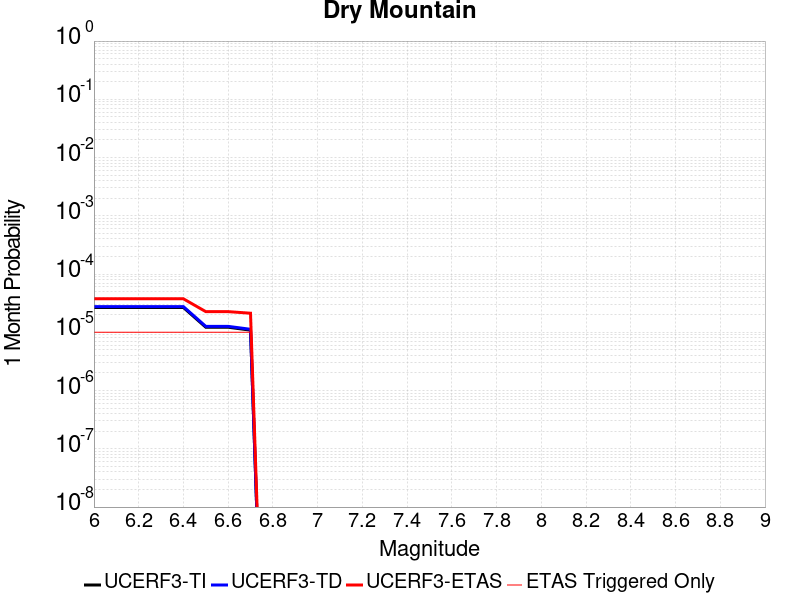 Dry Mountain
10^0
10^-1
10^-2
10^-3
10^-4
10^-5
10^-6
10^-7
10^-8
1 Month Probability
6 6.2 6.4 6.6 6.8 7 7.2 7.4 7.6 7.8 8 8.2 8.4 8.6 8.8 9
Magnitude
UCERF3-TI UCERF3-TD UCERF3-ETAS ETAS Triggered Only